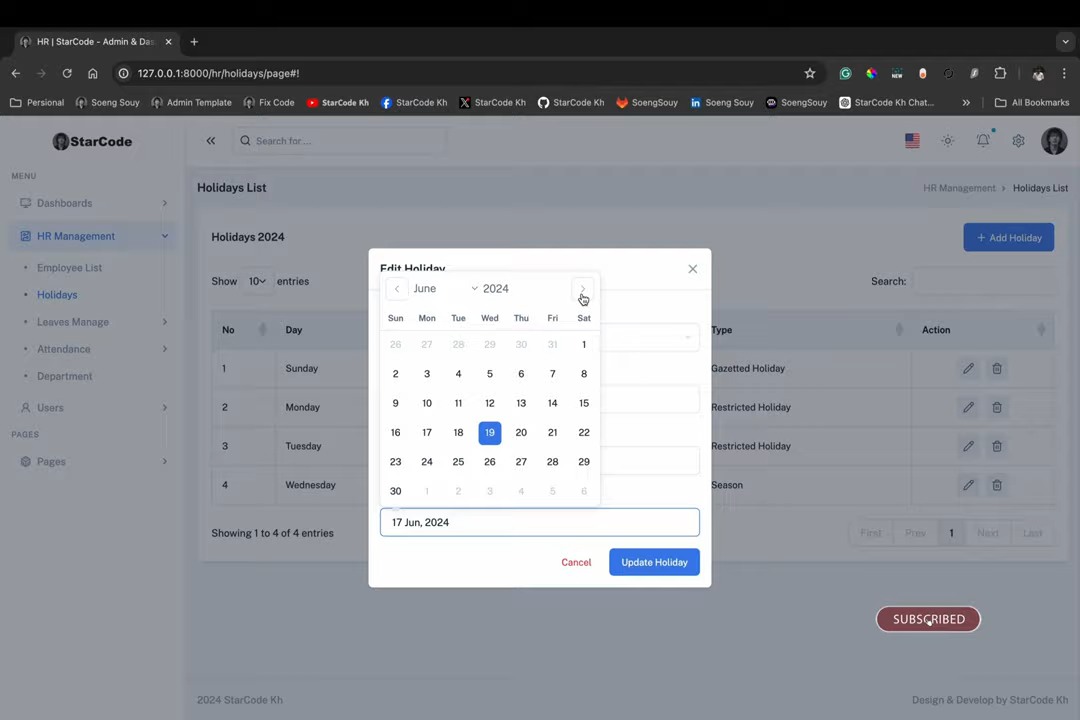 HR | StarCode - Admin & Das
127.0.0.1:8000/hr/holidays/page#!
Personal Soeng Souy Admin Template Fix Code StarCode Kh StarCode Kh StarCode Kh StarCode Kh SoengSouy Soeng Souy SoengSouy StarCode Kh Chat... » All Bookmarks
StarCode
Search for ...
MENU
Dashboards
HR Management
Employee List
Holidays
Leaves Manage
Attendance
Department
Users
PAGES
Pages
Holidays List
HR Management Holidays List
Holidays 2024
+ Add Holiday
Show 10 entries
Search:
No Day Type Action
1 Sunday Gazetted Holiday
2 Monday Restricted Holiday
3 Tuesday Restricted Holiday
4 Wednesday Season
Showing 1 to 4 of 4 entries
First Prev 1 Next Last
Edit Holiday
June 2024
Sun Mon Tue Wed Thu Fri Sat
26 27 28 29 30 31 1
2 3 4 5 6 7 8
9 10 11 12 13 14 15
16 17 18 19 20 21 22
23 24 25 26 27 28 29
30 1 2 3 4 5 6
17 Jun, 2024
Cancel Update Holiday
SUBSCRIBED
2024 StarCode Kh
Design & Develop by StarCode Kh